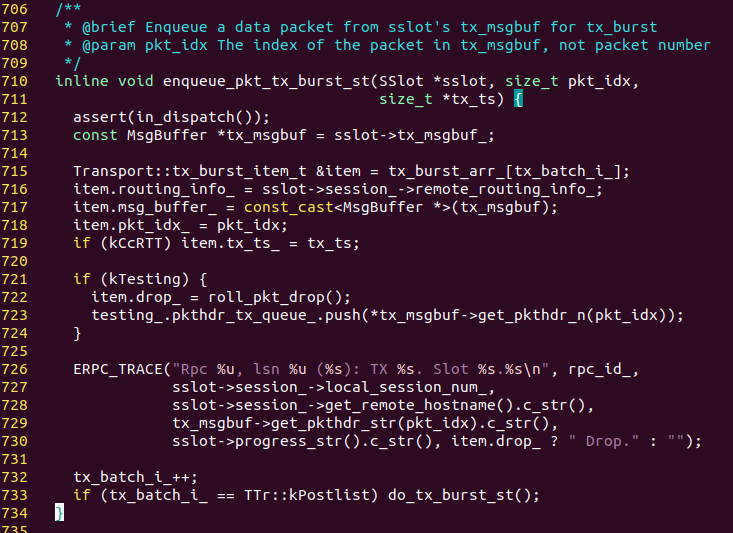 706 /**
707  * @brief Enqueue a data packet from sslot's tx_msgbuf for tx_burst
708  * @param pkt_idx The index of the packet in tx_msgbuf, not packet number
709  */
710 inline void enqueue_pkt_tx_burst_st(SSlot *sslot, size_t pkt_idx,
711                                     size_t *tx_ts) {
712   assert(in_dispatch());
713   const MsgBuffer *tx_msgbuf = sslot->tx_msgbuf_;
714
715   Transport::tx_burst_item_t &item = tx_burst_arr_[tx_batch_i_];
716   item.routing_info_ = sslot->session_->remote_routing_info_;
717   item.msg_buffer_ = const_cast<MsgBuffer *>(tx_msgbuf);
718   item.pkt_idx_ = pkt_idx;
719   if (kCcRTT) item.tx_ts_ = tx_ts;
720
721   if (kTesting) {
722     item.drop_ = roll_pkt_drop();
723     testing_.pkthdr_tx_queue_.push(*tx_msgbuf->get_pkthdr_n(pkt_idx));
724   }
725
726   ERPC_TRACE("Rpc %u, lsn %u (%s): TX %s. Slot %s.%s\n", rpc_id_,
727              sslot->session_->local_session_num_,
728              sslot->session_->get_remote_hostname().c_str(),
729              tx_msgbuf->get_pkthdr_str(pkt_idx).c_str(),
730              sslot->progress_str().c_str(), item.drop_ ? " Drop." : "");
731
732   tx_batch_i_++;
733   if (tx_batch_i_ == TTr::kPostlist) do_tx_burst_st();
734 }
735